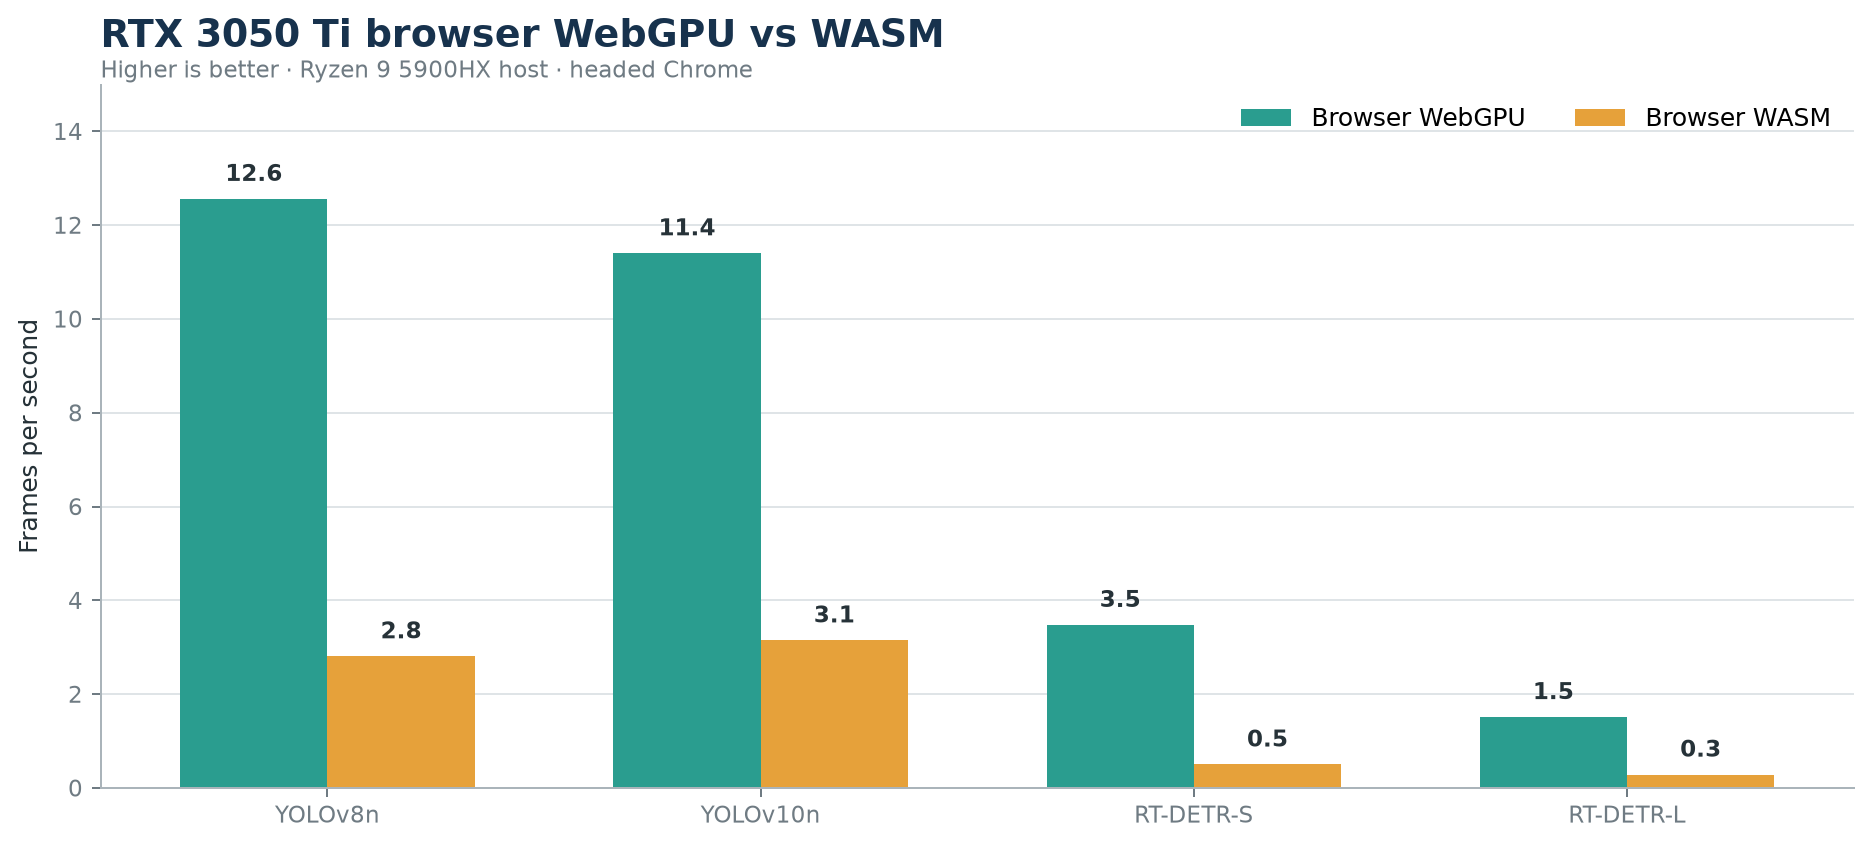 RTX 3050 Ti browser WebGPU vs WASM
Higher is better · Ryzen 9 5900HX host · headed Chrome
Browser WebGPU
Browser WASM
Frames per second
14
12
10
8
6
4
2
0
12.6
2.8
11.4
3.1
3.5
0.5
1.5
0.3
YOLOv8n
YOLOv10n
RT-DETR-S
RT-DETR-L